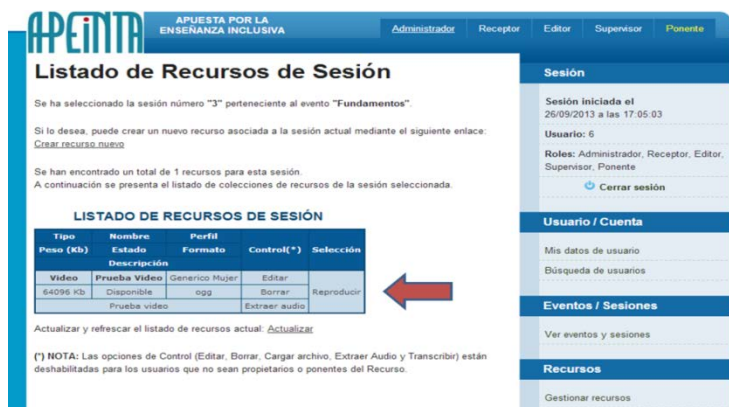 APEINTA
APUESTA POR LA
ENSEÑANZA INCLUSIVA
Administrador Receptor Editor Supervisor Ponente
Listado de Recursos de Sesión
Se ha seleccionado la sesión número "3" perteneciente al evento "Fundamentos".
Si lo desea, puede crear un nuevo recurso asociada a la sesión actual mediante el siguiente enlace:
Crear recurso nuevo
Se han encontrado un total de 1 recursos para esta sesión.
A continuación se presenta el listado de colecciones de recursos de la sesión seleccionada.
LISTADO DE RECURSOS DE SESIÓN
Tipo Nombre Perfil
Peso (Kb) Estado Formato Control(*) Selección
Descripción
Video Prueba Video Generico Mujer Editar
64096 Kb Disponible ogg Borrar Reproducir
Prueba video Extraer audio
Actualizar y refrescar el listado de recursos actual: Actualizar
(*) NOTA: Las opciones de Control (Editar, Borrar, Cargar archivo, Extraer Audio y Transcribir) están
deshabilitadas para los usuarios que no sean propietarios o ponentes del Recurso.
Sesión
Sesión iniciada el
26/09/2013 a las 17:05:03
Usuario: 6
Roles: Administrador, Receptor, Editor,
Supervisor, Ponente
Cerrar sesión
Usuario / Cuenta
Mis datos de usuario
Búsqueda de usuarios
Eventos / Sesiones
Ver eventos y sesiones
Recursos
Gestionar recursos